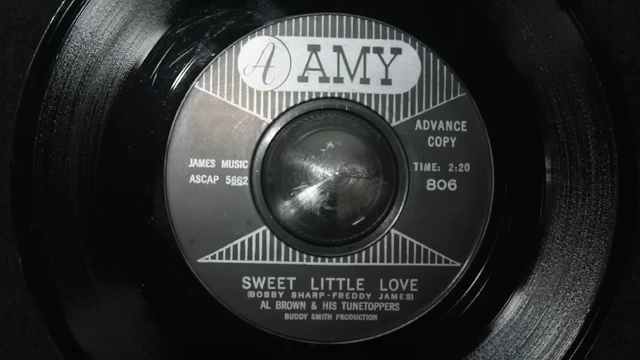 A AMY
ADVANCE
COPY
JAMES MUSIC
ASCAP 5662
TIME: 2:20
806
SWEET LITTLE LOVE
(BOBBY SHARP - FREDDY JAMES)
AL BROWN & HIS TUNETOPPERS
BUDDY SMITH PRODUCTION